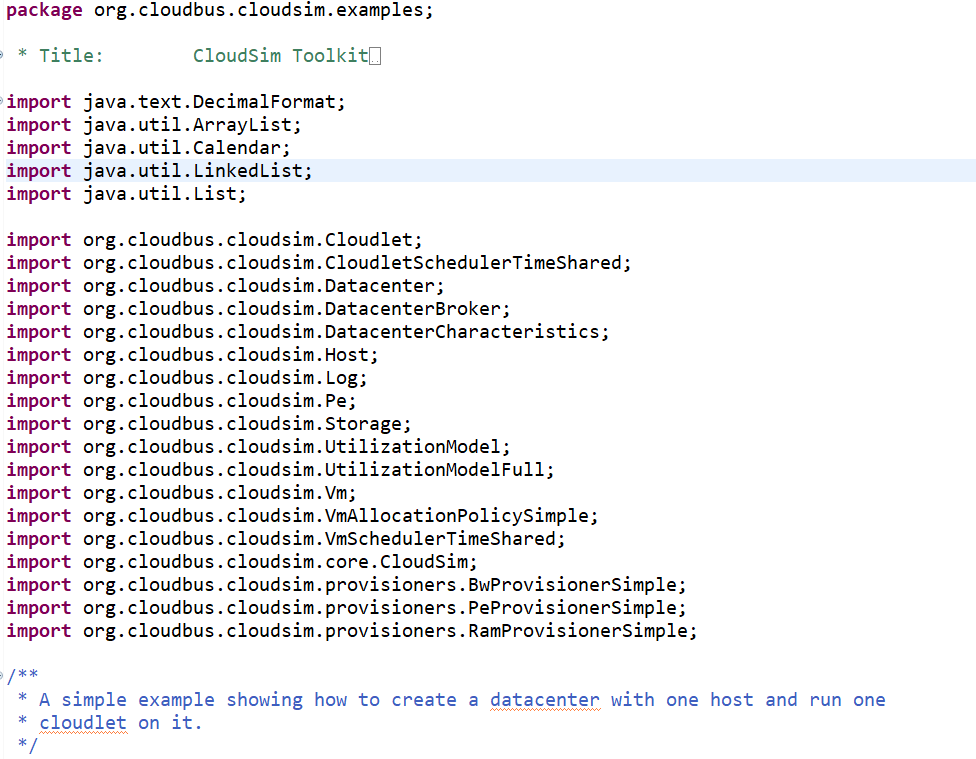 package org.cloudbus.cloudsim.examples;
* Title:        CloudSim Toolkit
import java.text.DecimalFormat;
import java.util.ArrayList;
import java.util.Calendar;
import java.util.LinkedList;
import java.util.List;
import org.cloudbus.cloudsim.Cloudlet;
import org.cloudbus.cloudsim.CloudletSchedulerTimeShared;
import org.cloudbus.cloudsim.Datacenter;
import org.cloudbus.cloudsim.DatacenterBroker;
import org.cloudbus.cloudsim.DatacenterCharacteristics;
import org.cloudbus.cloudsim.Host;
import org.cloudbus.cloudsim.Log;
import org.cloudbus.cloudsim.Pe;
import org.cloudbus.cloudsim.Storage;
import org.cloudbus.cloudsim.UtilizationModel;
import org.cloudbus.cloudsim.UtilizationModelFull;
import org.cloudbus.cloudsim.Vm;
import org.cloudbus.cloudsim.VmAllocationPolicySimple;
import org.cloudbus.cloudsim.VmSchedulerTimeShared;
import org.cloudbus.cloudsim.core.CloudSim;
import org.cloudbus.cloudsim.provisioners.BwProvisionerSimple;
import org.cloudbus.cloudsim.provisioners.PeProvisionerSimple;
import org.cloudbus.cloudsim.provisioners.RamProvisionerSimple;
/**
* A simple example showing how to create a datacenter with one host and run one
* cloudlet on it.
*/